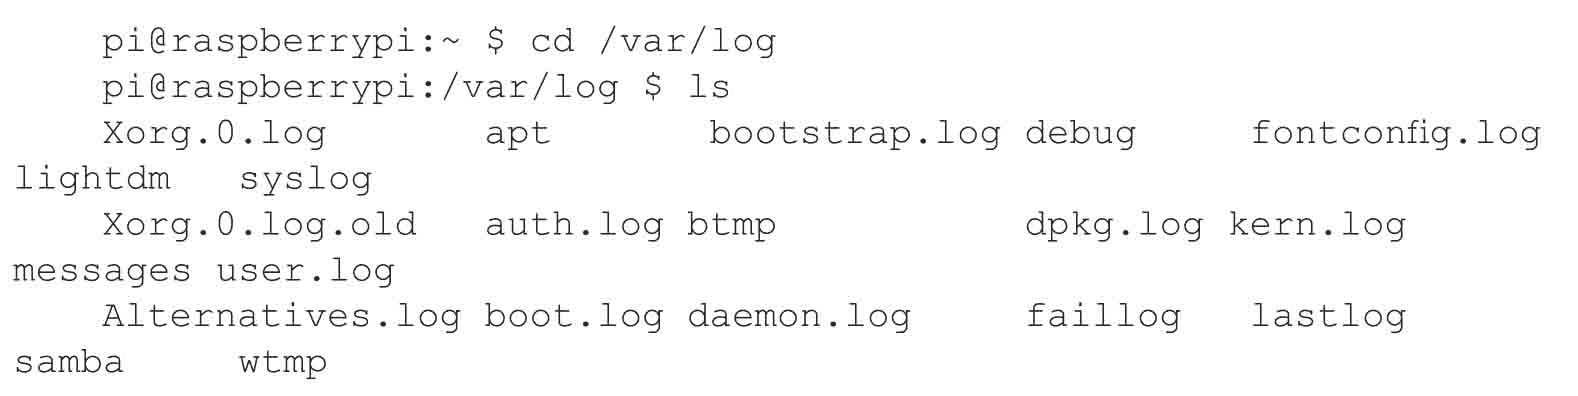 pi@raspberrypi:~ $ cd /var/log
pi@raspberrypi:/var/log $ ls
Xorg.0.log apt bootstrap.log debug fontconfig.log
lightdm syslog
Xorg.0.log.old auth.log btmp dpkg.log kern.log
messages user.log
Alternatives.log boot.log daemon.log faillog lastlog
samba wtmp